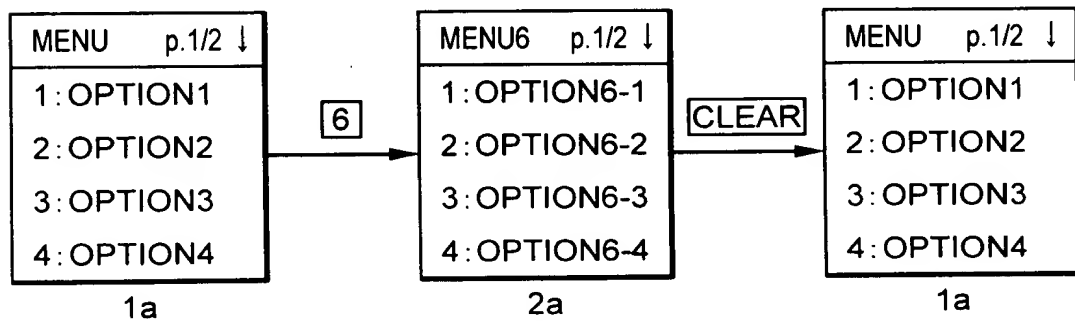 MENU p.1/2 ↓
1:OPTION1
2:OPTION2
3:OPTION3
4:OPTION4
1a
6
MENU6 p.1/2 ↓
1:OPTION6-1
2:OPTION6-2
3:OPTION6-3
4:OPTION6-4
2a
CLEAR
MENU p.1/2 ↓
1:OPTION1
2:OPTION2
3:OPTION3
4:OPTION4
1a